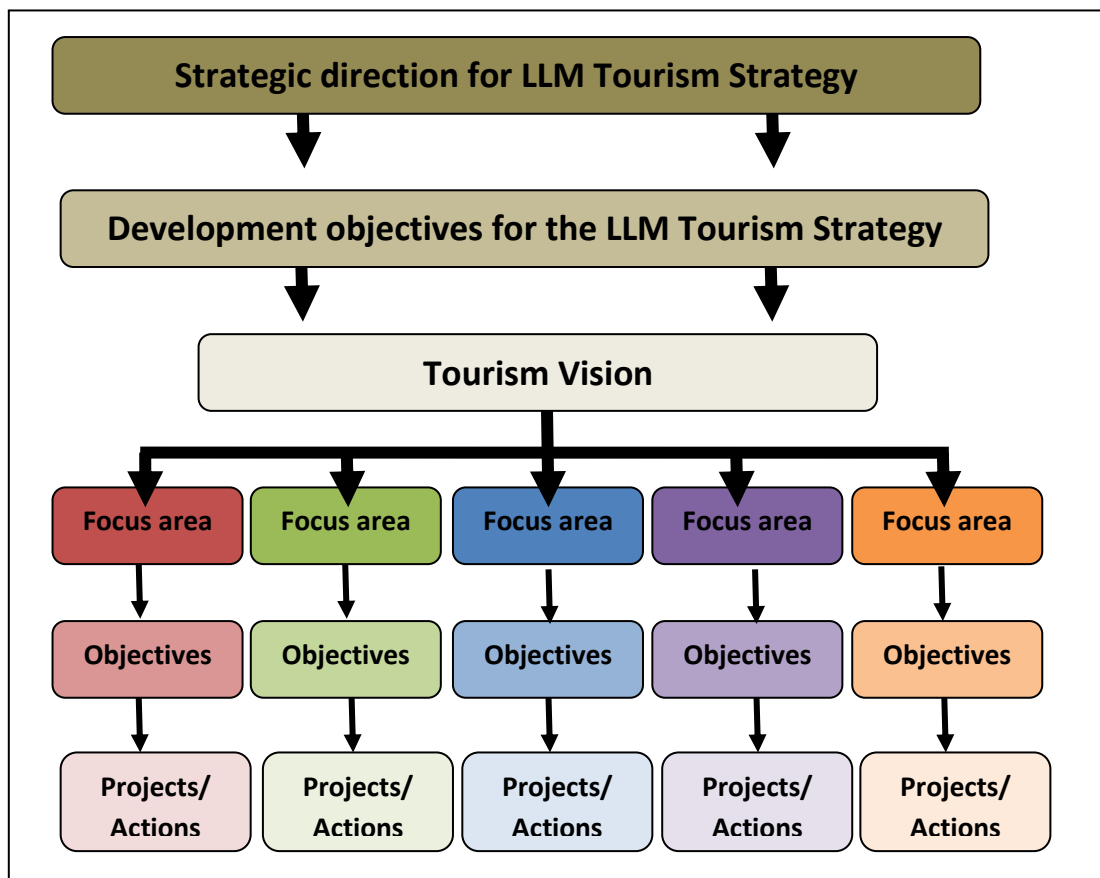 Strategic direction for LLM Tourism Strategy
Development objectives for the LLM Tourism Strategy
Tourism Vision
Focus area
Focus area
Focus area
Focus area
Focus area
Objectives
Objectives
Objectives
Objectives
Objectives
Projects/
Actions
Projects/
Actions
Projects/
Actions
Projects/
Actions
Projects/
Actions